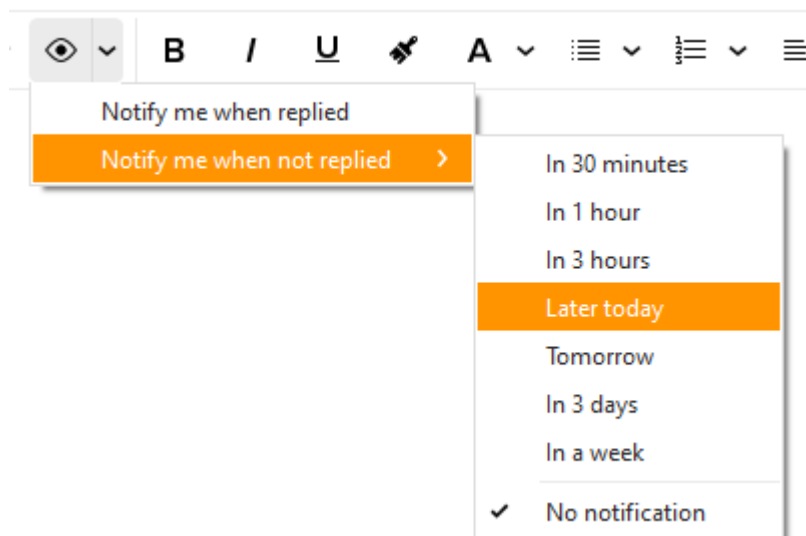 B I U A
Notify me when replied
Notify me when not replied
In 30 minutes
In 1 hour
In 3 hours
Later today
Tomorrow
In 3 days
In a week
No notification